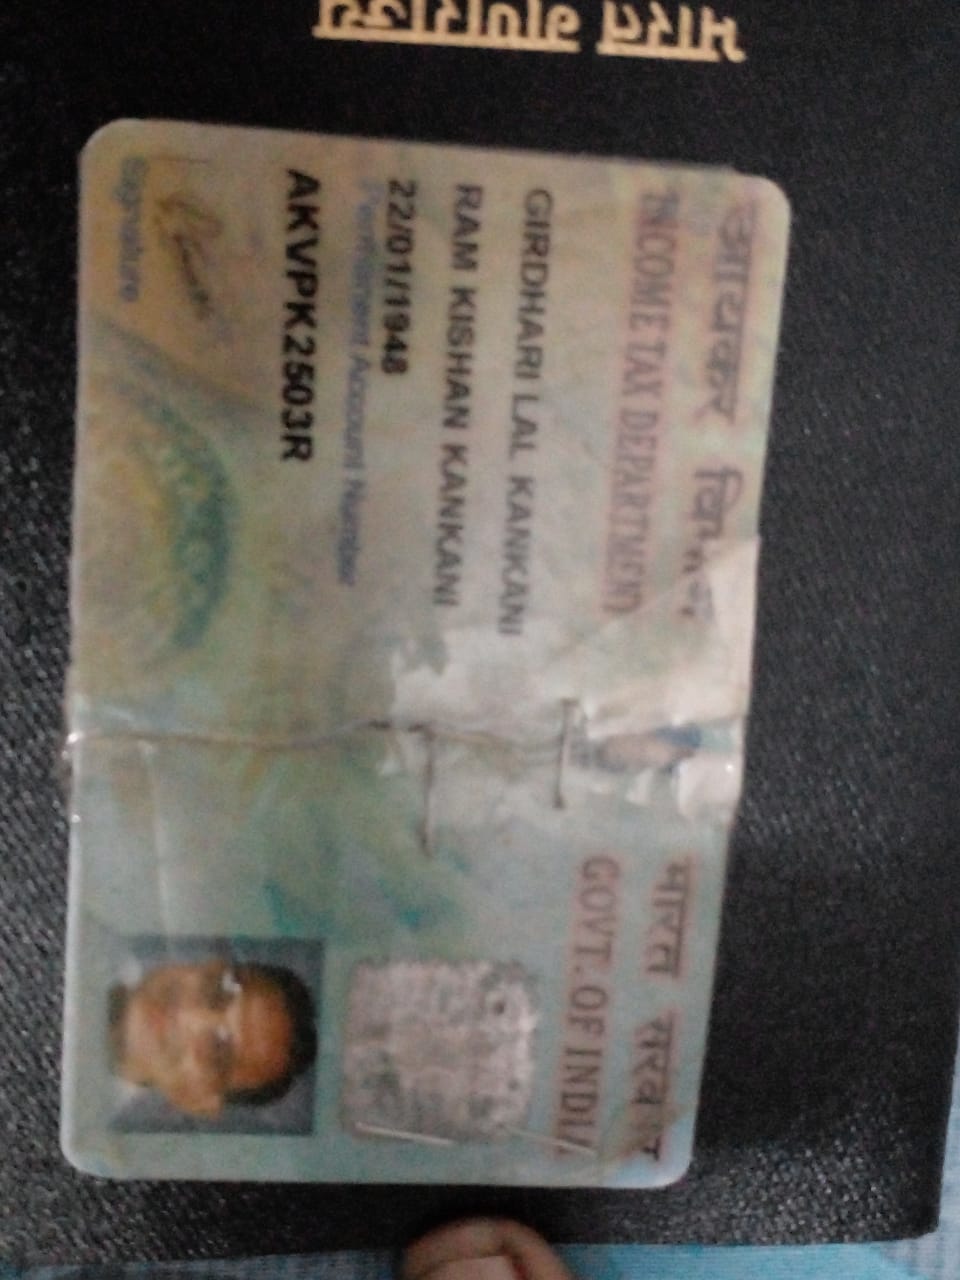 भारत गणराज्य
आयकर विभाग
INCOME TAX DEPARTMENT
भारत सरकार
GOVT. OF INDIA
GIRDHARI LAL KANKANI
RAM KISHAN KANKANI
22/01/1948
Permanent Account Number
AKVPK2503R
Signature